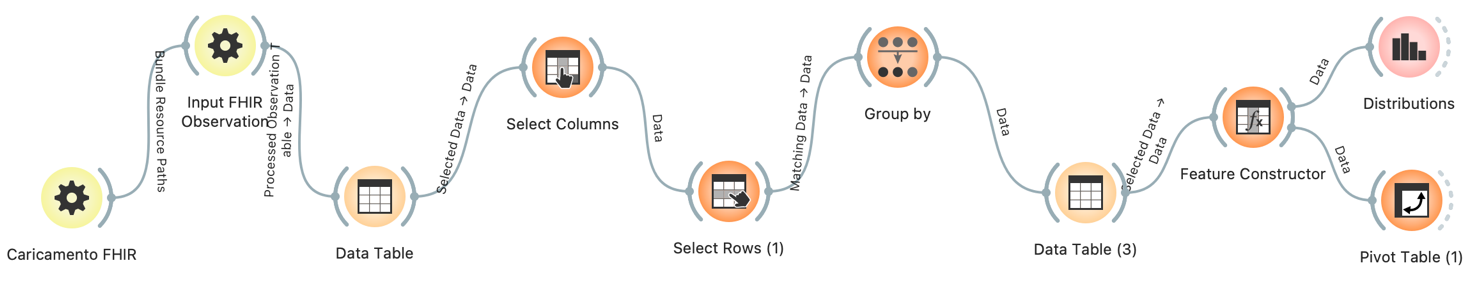 Caricamento FHIR
Bundle Resource Paths
Input FHIR
Observation
Processed Observation T
able → Data
Data Table
Selected Data → Data
Select Columns
Data
Select Rows (1)
Matching Data → Data
Group by
Data
Data Table (3)
Selected Data →
Data
Feature Constructor
Data
Distributions
Data
Pivot Table (1)